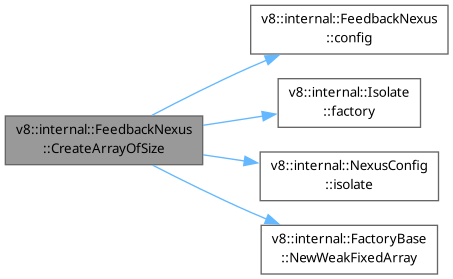 v8::internal::FeedbackNexus
::CreateArrayOfSize
v8::internal::FeedbackNexus
::config
v8::internal::Isolate
::factory
v8::internal::NexusConfig
::isolate
v8::internal::FactoryBase
::NewWeakFixedArray